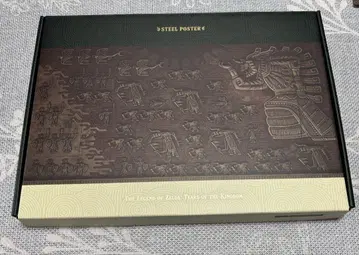 STEEL POSTER
THE LEGEND OF ZELDA: TEARS OF THE KINGDOM